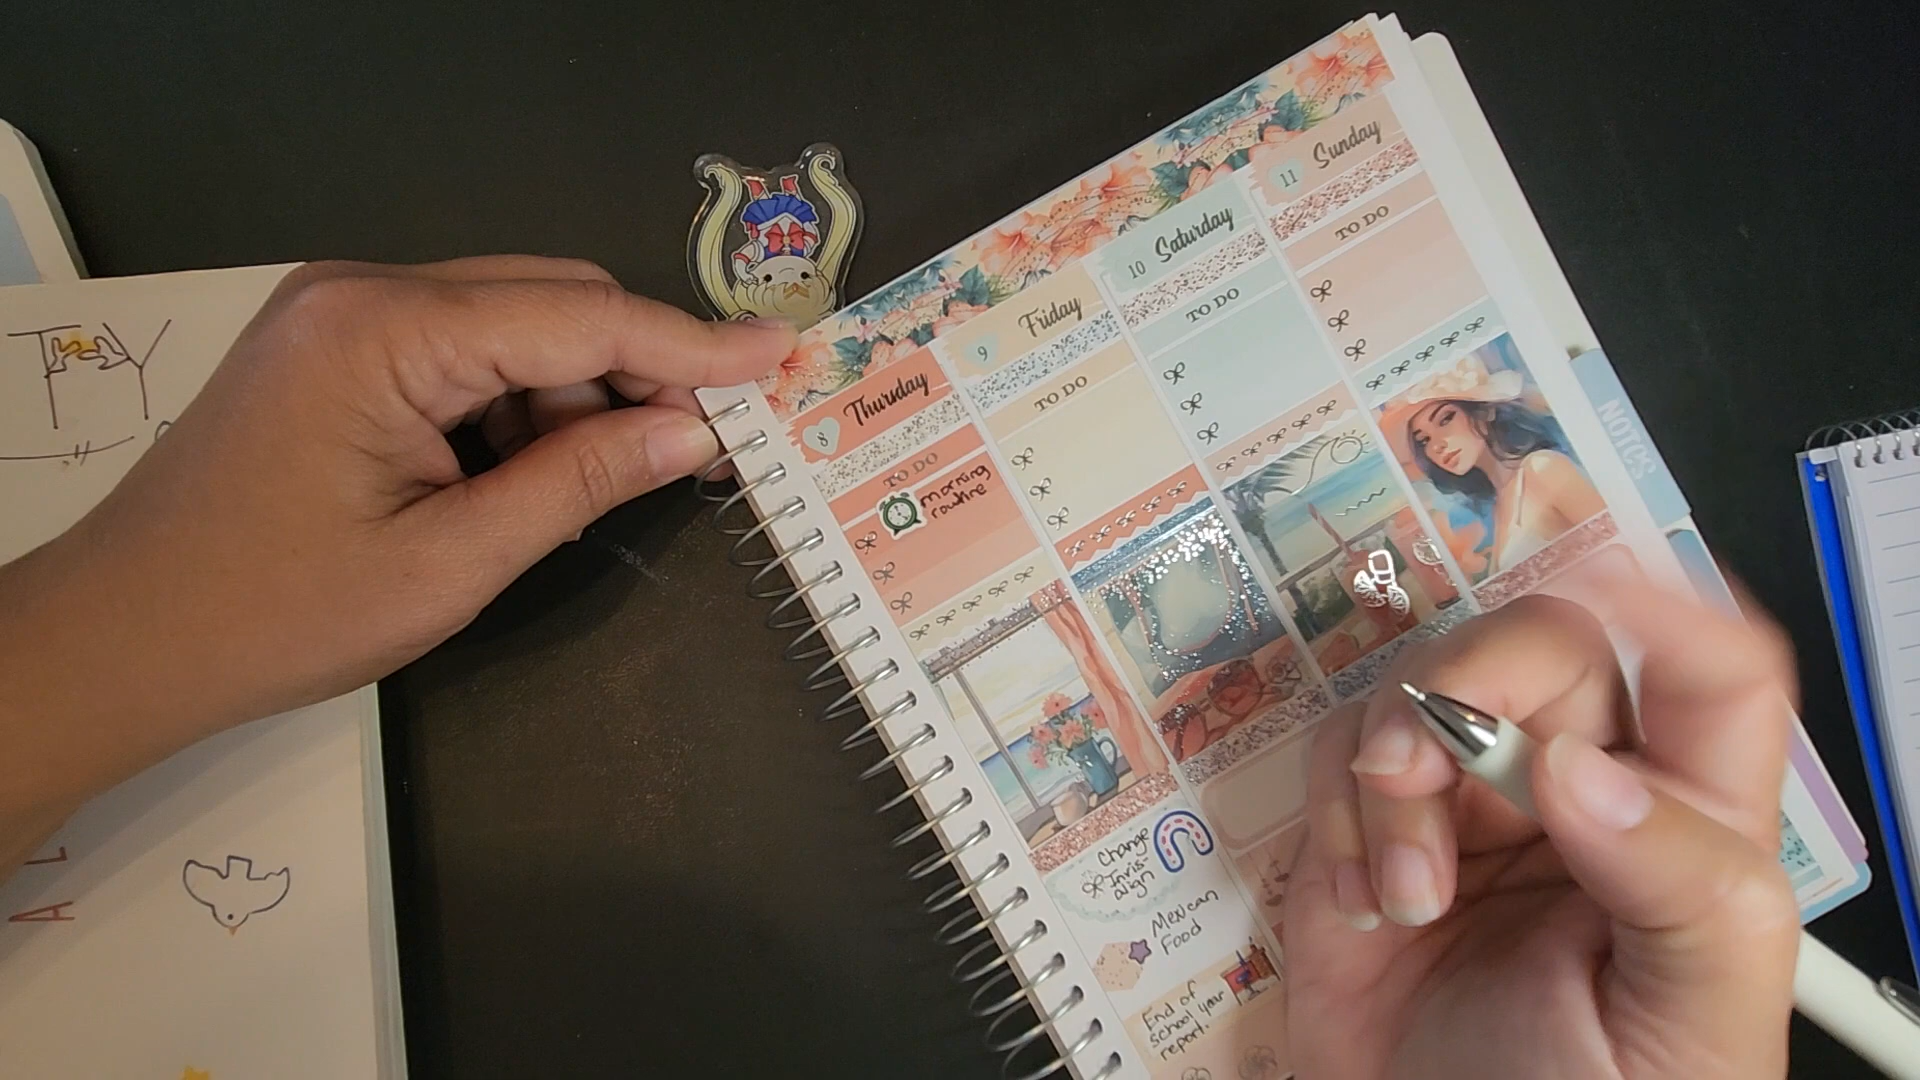 8 Thursday
TO DO
morning
routine
Change
Invis-
align
Mexican
Food
End of
school year
report.
9 Friday
TO DO
10 Saturday
TO DO
11 Sunday
TO DO
NOTES
A L